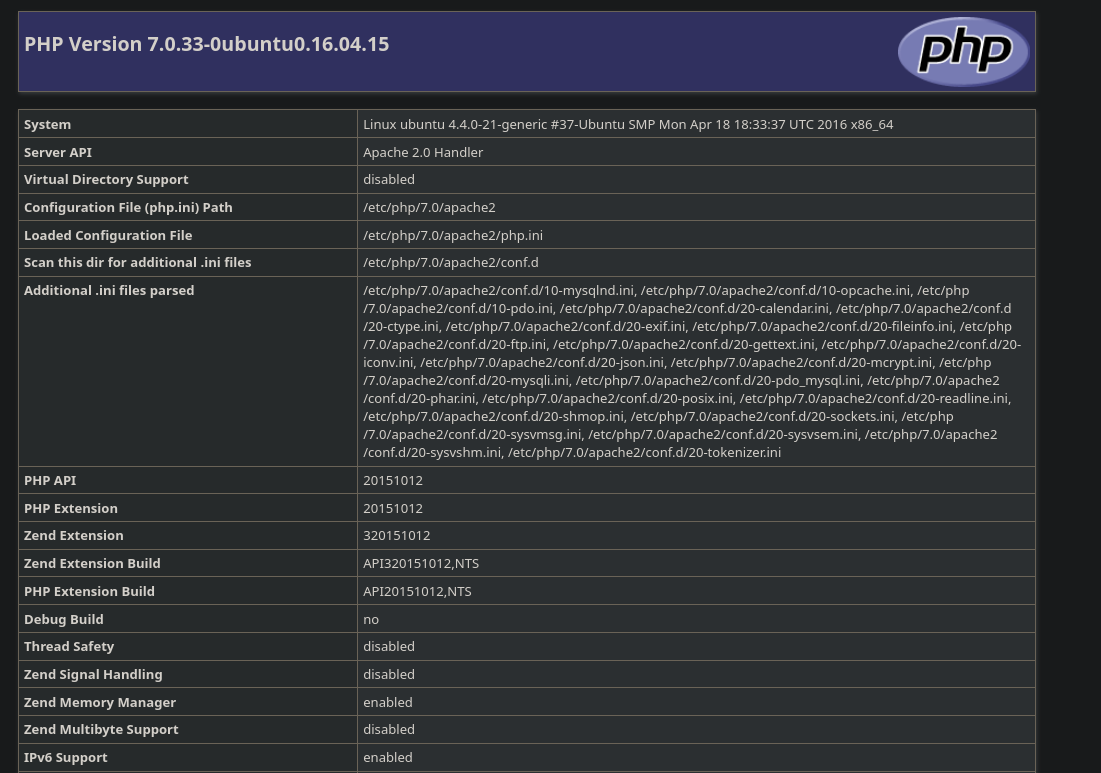 PHP Version 7.0.33-0ubuntu0.16.04.15
php
System Linux ubuntu 4.4.0-21-generic #37-Ubuntu SMP Mon Apr 18 18:33:37 UTC 2016 x86_64
Server API Apache 2.0 Handler
Virtual Directory Support disabled
Configuration File (php.ini) Path /etc/php/7.0/apache2
Loaded Configuration File /etc/php/7.0/apache2/php.ini
Scan this dir for additional .ini files /etc/php/7.0/apache2/conf.d
Additional .ini files parsed /etc/php/7.0/apache2/conf.d/10-mysqlnd.ini, /etc/php/7.0/apache2/conf.d/10-opcache.ini, /etc/php
/7.0/apache2/conf.d/10-pdo.ini, /etc/php/7.0/apache2/conf.d/20-calendar.ini, /etc/php/7.0/apache2/conf.d
/20-ctype.ini, /etc/php/7.0/apache2/conf.d/20-exif.ini, /etc/php/7.0/apache2/conf.d/20-fileinfo.ini, /etc/php
/7.0/apache2/conf.d/20-ftp.ini, /etc/php/7.0/apache2/conf.d/20-gettext.ini, /etc/php/7.0/apache2/conf.d/20-
iconv.ini, /etc/php/7.0/apache2/conf.d/20-json.ini, /etc/php/7.0/apache2/conf.d/20-mcrypt.ini, /etc/php
/7.0/apache2/conf.d/20-mysqli.ini, /etc/php/7.0/apache2/conf.d/20-pdo_mysql.ini, /etc/php/7.0/apache2
/conf.d/20-phar.ini, /etc/php/7.0/apache2/conf.d/20-posix.ini, /etc/php/7.0/apache2/conf.d/20-readline.ini,
/etc/php/7.0/apache2/conf.d/20-shmop.ini, /etc/php/7.0/apache2/conf.d/20-sockets.ini, /etc/php
/7.0/apache2/conf.d/20-sysvmsg.ini, /etc/php/7.0/apache2/conf.d/20-sysvsem.ini, /etc/php/7.0/apache2
/conf.d/20-sysvshm.ini, /etc/php/7.0/apache2/conf.d/20-tokenizer.ini
PHP API 20151012
PHP Extension 20151012
Zend Extension 320151012
Zend Extension Build API320151012,NTS
PHP Extension Build API20151012,NTS
Debug Build no
Thread Safety disabled
Zend Signal Handling disabled
Zend Memory Manager enabled
Zend Multibyte Support disabled
IPv6 Support enabled